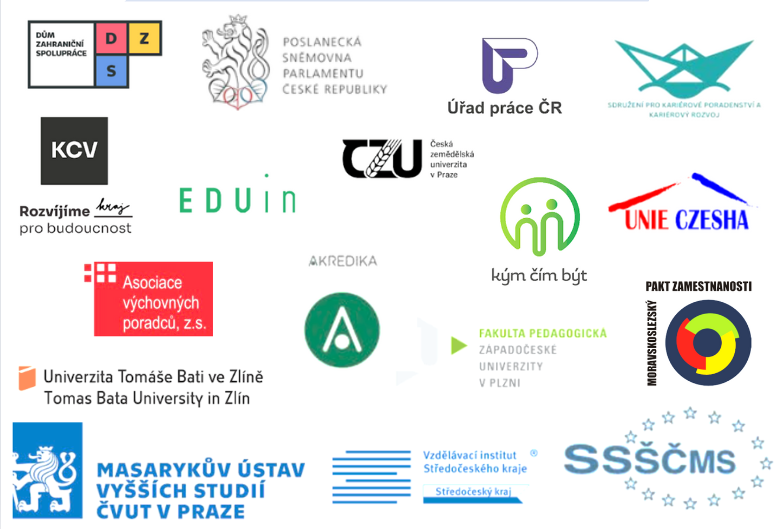 DŮM
ZAHRANIČNÍ
SPOLUPRÁCE
D
Z
S
POSLANECKÁ
SNĚMOVNA
PARLAMENTU
ČESKÉ REPUBLIKY
Úřad práce ČR
SDRUŽENÍ PRO KARIÉROVÉ PORADENSTVÍ A
KARIÉROVÝ ROZVOJ
KCV
Rozvíjíme kraj
pro budoucnost
EDUin
CZU
Česká
zemědělská
univerzita
v Praze
kým čím být
UNIE CZESHA
Asociace
výchovných
poradců, z.s.
AKREDIKA
FAKULTA PEDAGOGICKÁ
ZÁPADOČESKÉ
UNIVERZITY
V PLZNI
PAKT ZAMESTNANOSTI
MORAVSKOSLEZSKÝ
Univerzita Tomáše Bati ve Zlíně
Tomas Bata University in Zlín
MASARYKŮV ÚSTAV
VYŠŠÍCH STUDIÍ
ČVUT V PRAZE
Vzdělávací institut ®
Středočeského kraje
Středočeský kraj
SSŠČMS